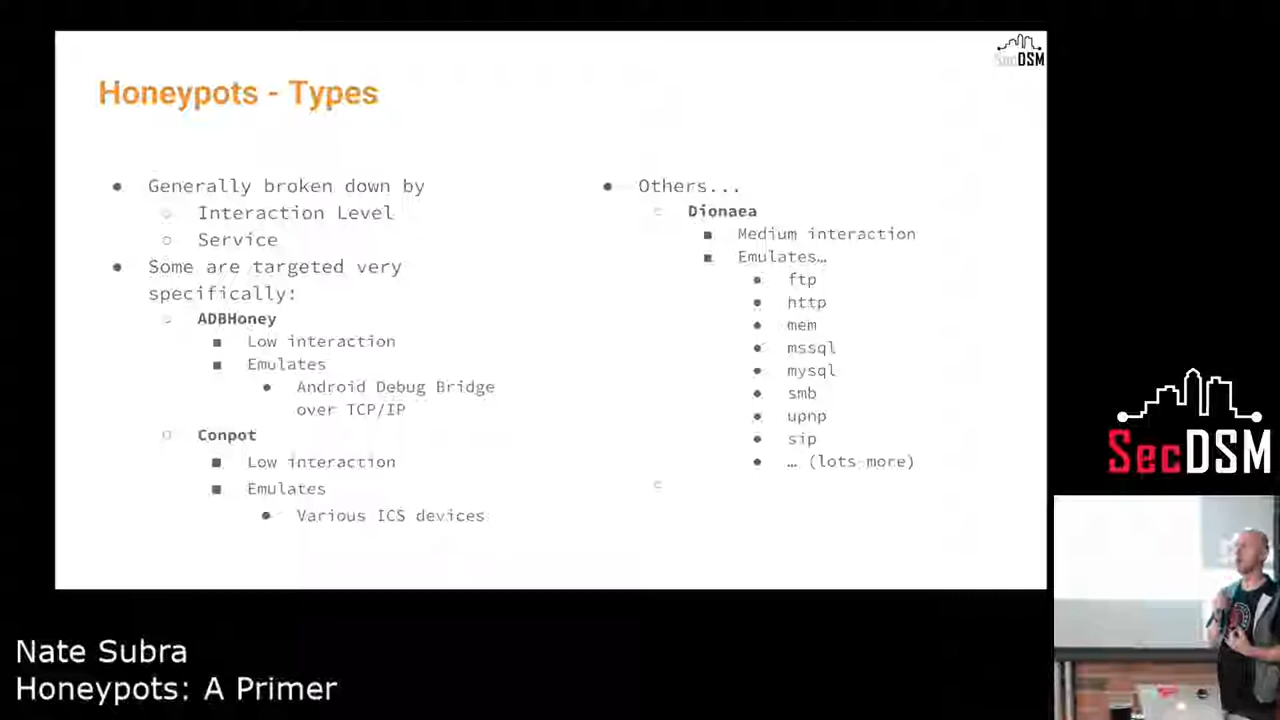 SecDSM
Honeypots - Types
Generally broken down by
Interaction Level
Service
Some are targeted very
specifically:
ADBHoney
Low interaction
Emulates
Android Debug Bridge
over TCP/IP
Conpot
Low interaction
Emulates
Various ICS devices
Others...
Dionaea
Medium interaction
Emulates…
ftp
http
mem
mssql
mysql
smb
upnp
sip
… (lots more)
SecDSM
Nate Subra
Honeypots: A Primer